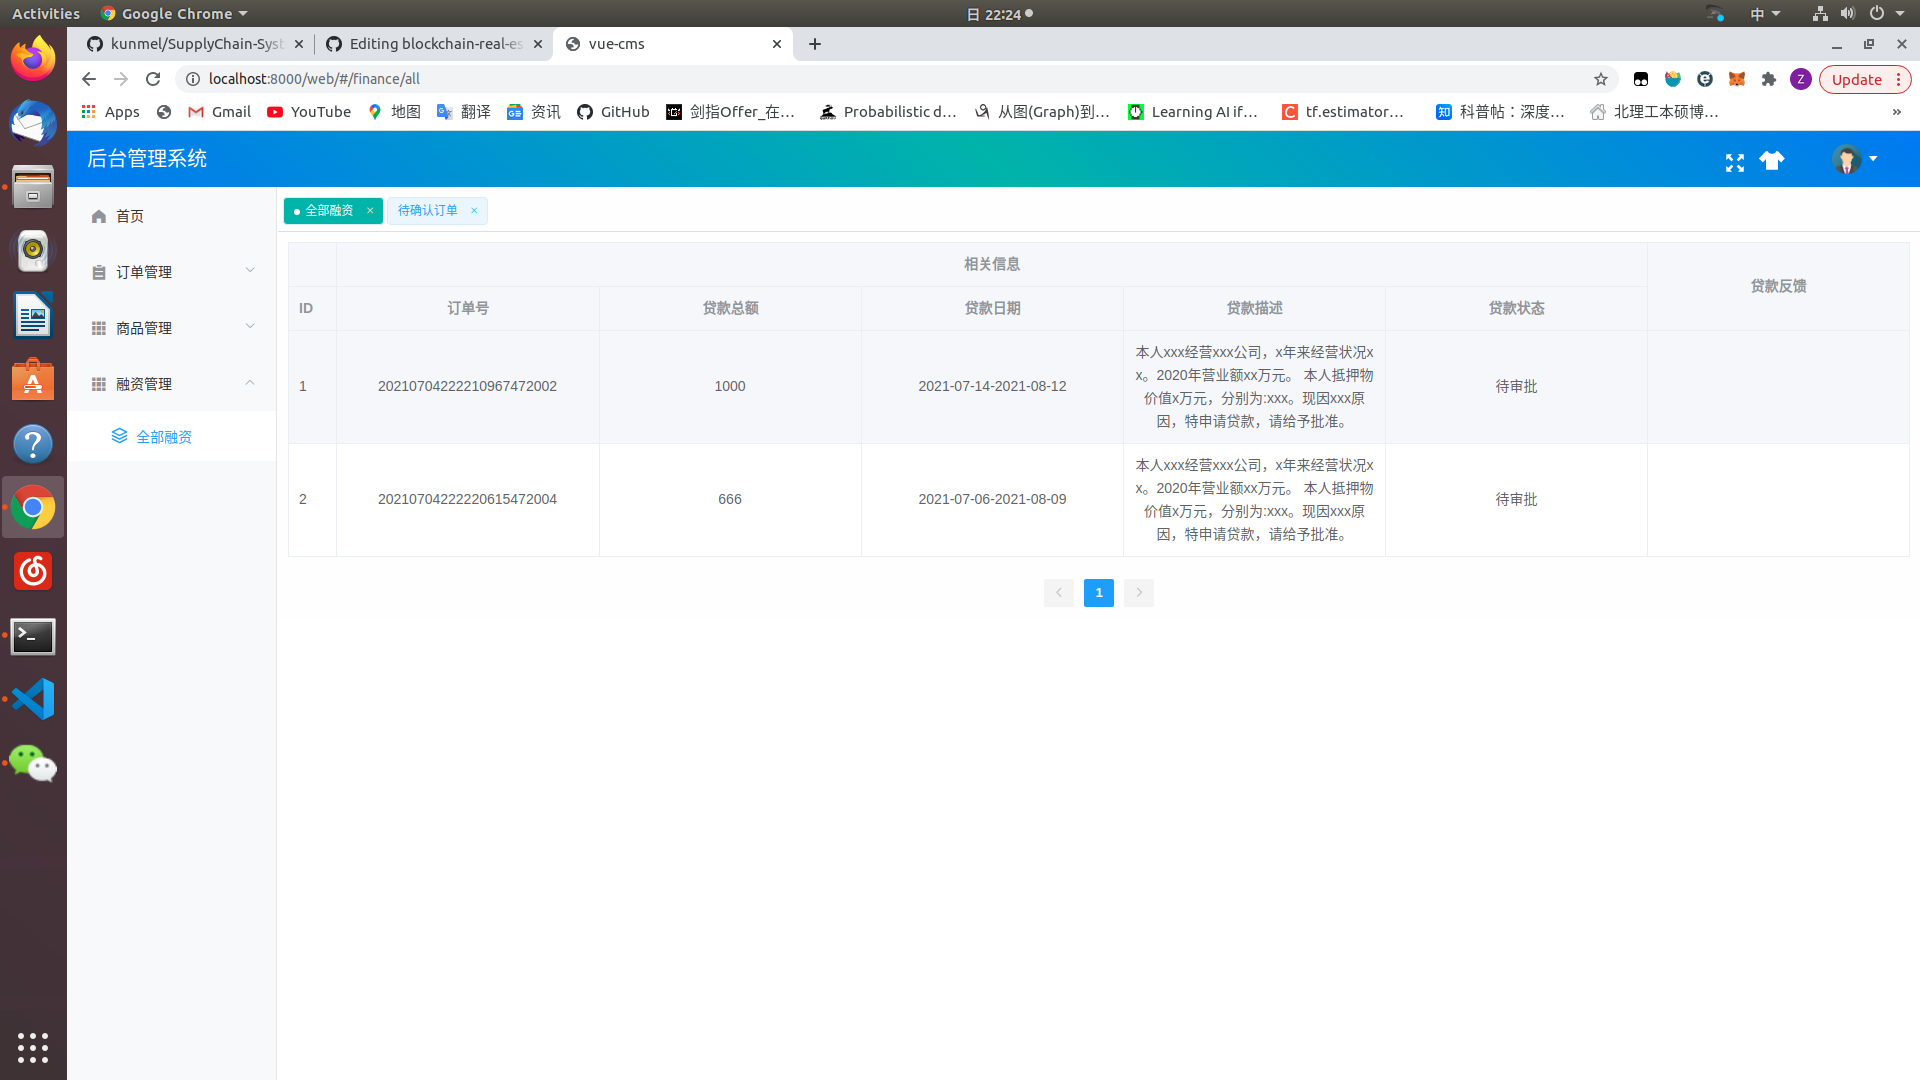 Activities
Google Chrome
日 22:24
中
kunmel/SupplyChain-Syst
Editing blockchain-real-es
vue-cms
localhost:8000/web/#/finance/all
Z
Update
Apps
Gmail
YouTube
地图
翻译
资讯
GitHub
剑指Offer_在…
Probabilistic d…
从图(Graph)到…
Learning AI if…
tf.estimator…
知
科普帖：深度…
北理工本硕博…
»
后台管理系统
首页
订单管理
商品管理
融资管理
全部融资
全部融资
待确认订单
相关信息
贷款反馈
ID
订单号
贷款总额
贷款日期
贷款描述
贷款状态
1
20210704222210967472002
1000
2021-07-14-2021-08-12
本人xxx经营xxx公司，x年来经营状况x
x。2020年营业额xx万元。 本人抵押物
价值x万元，分别为:xxx。现因xxx原
因，特申请贷款，请给予批准。
待审批
2
20210704222220615472004
666
2021-07-06-2021-08-09
本人xxx经营xxx公司，x年来经营状况x
x。2020年营业额xx万元。 本人抵押物
价值x万元，分别为:xxx。现因xxx原
因，特申请贷款，请给予批准。
待审批
1